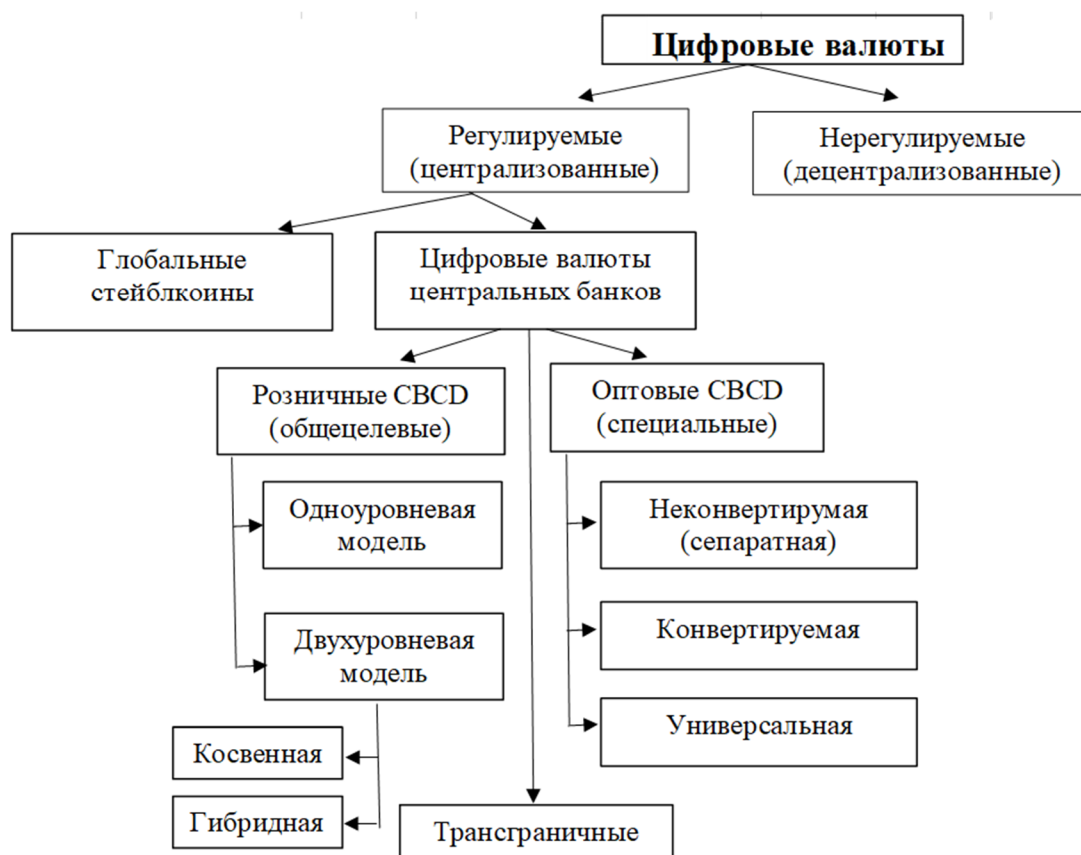 Цифровые валюты
Регулируемые
(централизованные)
Нерегулируемые
(децентрализованные)
Глобальные
стейблкоины
Цифровые валюты
центральных банков
Розничные CBCD
(общецелевые)
Оптовые CBCD
(специальные)
Одноуровневая
модель
Неконвертирумая
(сепаратная)
Двухуровневая
модель
Конвертируемая
Универсальная
Косвенная
Гибридная
Трансграничные